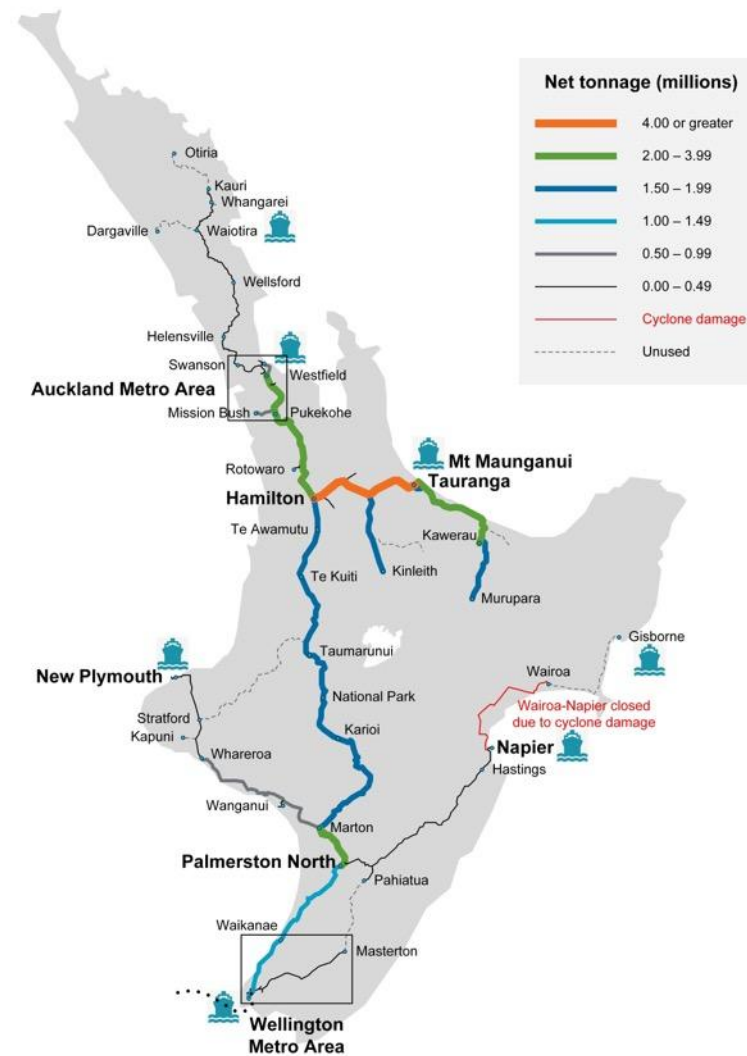 Net tonnage (millions)
4.00 or greater
2.00 – 3.99
1.50 – 1.99
1.00 – 1.49
0.50 – 0.99
0.00 – 0.49
Cyclone damage
Unused
Otiria
Kauri
Whangarei
Dargaville
Waiotira
Wellsford
Helensville
Swanson
Westfield
Auckland Metro Area
Mission Bush
Pukekohe
Rotowaro
Mt Maunganui
Tauranga
Hamilton
Te Awamutu
Kawerau
Kinleith
Te Kuiti
Murupara
Gisborne
Taumarunui
Wairoa
New Plymouth
National Park
Wairoa-Napier closed
due to cyclone damage
Stratford
Karioi
Kapuni
Napier
Whareroa
Hastings
Wanganui
Marton
Palmerston North
Pahiatua
Waikanae
Masterton
Wellington
Metro Area